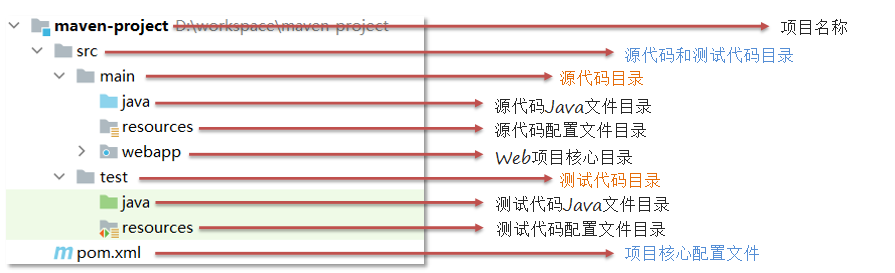 maven-project D:\workspace\maven-project 项目名称
src 源代码和测试代码目录
main 源代码目录
java 源代码Java文件目录
resources 源代码配置文件目录
webapp Web项目核心目录
test 测试代码目录
java 测试代码Java文件目录
resources 测试代码配置文件目录
m pom.xml 项目核心配置文件